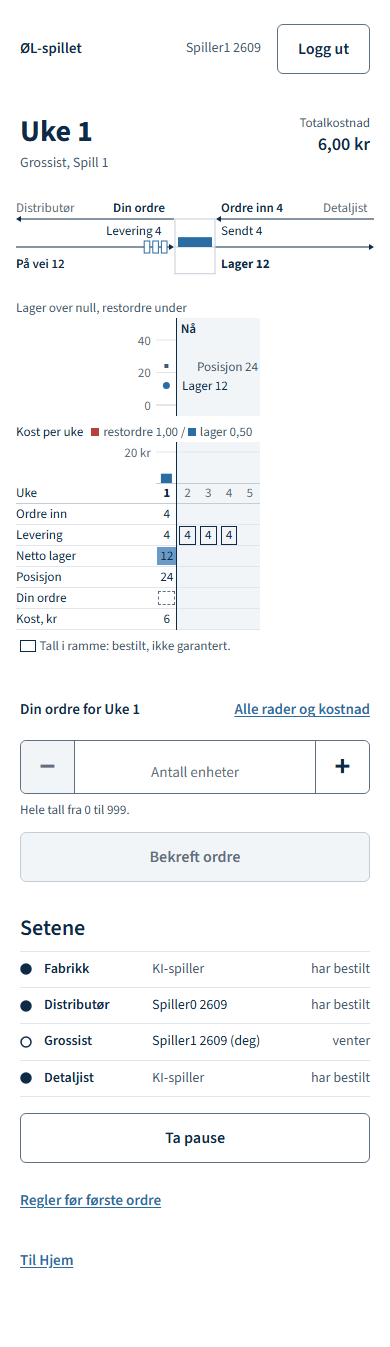 ØL-spillet Spiller1 2609 Logg ut
Uke 1 Totalkostnad
6,00 kr
Grossist, Spill 1
Distributør Din ordre Ordre inn 4 Detaljist
Levering 4 Sendt 4
På vei 12 Lager 12
Lager over null, restordre under
Nå
40
20 Posisjon 24
Lager 12
0
Kost per uke restordre 1,00 / lager 0,50
20 kr
Uke 1 2 3 4 5
Ordre inn 4
Levering 4 4 4 4
Netto lager 12
Posisjon 24
Din ordre
Kost, kr 6
Tall i ramme: bestilt, ikke garantert.
Din ordre for Uke 1 Alle rader og kostnad
− Antall enheter +
Hele tall fra 0 til 999.
Bekreft ordre
Setene
Fabrikk KI-spiller har bestilt
Distributør Spiller0 2609 har bestilt
Grossist Spiller1 2609 (deg) venter
Detaljist KI-spiller har bestilt
Ta pause
Regler før første ordre
Til Hjem